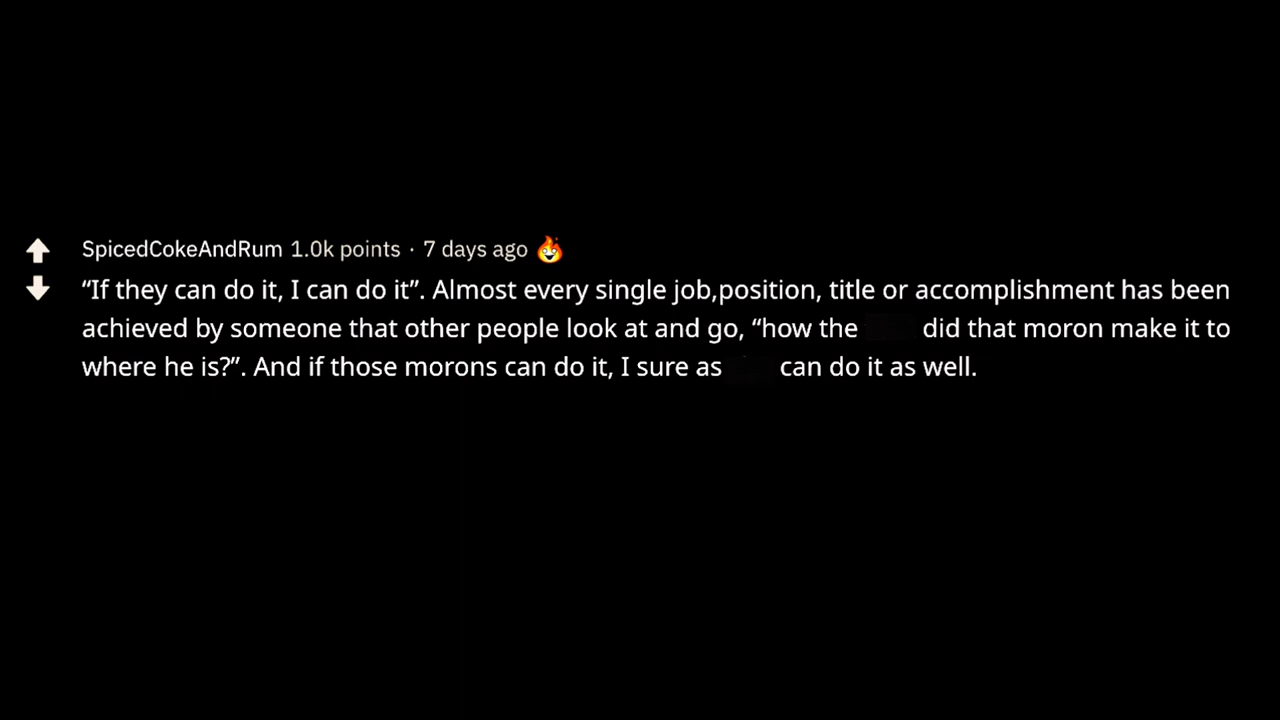 SpicedCokeAndRum 1.0k points · 7 days ago
“If they can do it, I can do it”. Almost every single job,position, title or accomplishment has been
achieved by someone that other people look at and go, “how the did that moron make it to
where he is?”. And if those morons can do it, I sure as can do it as well.